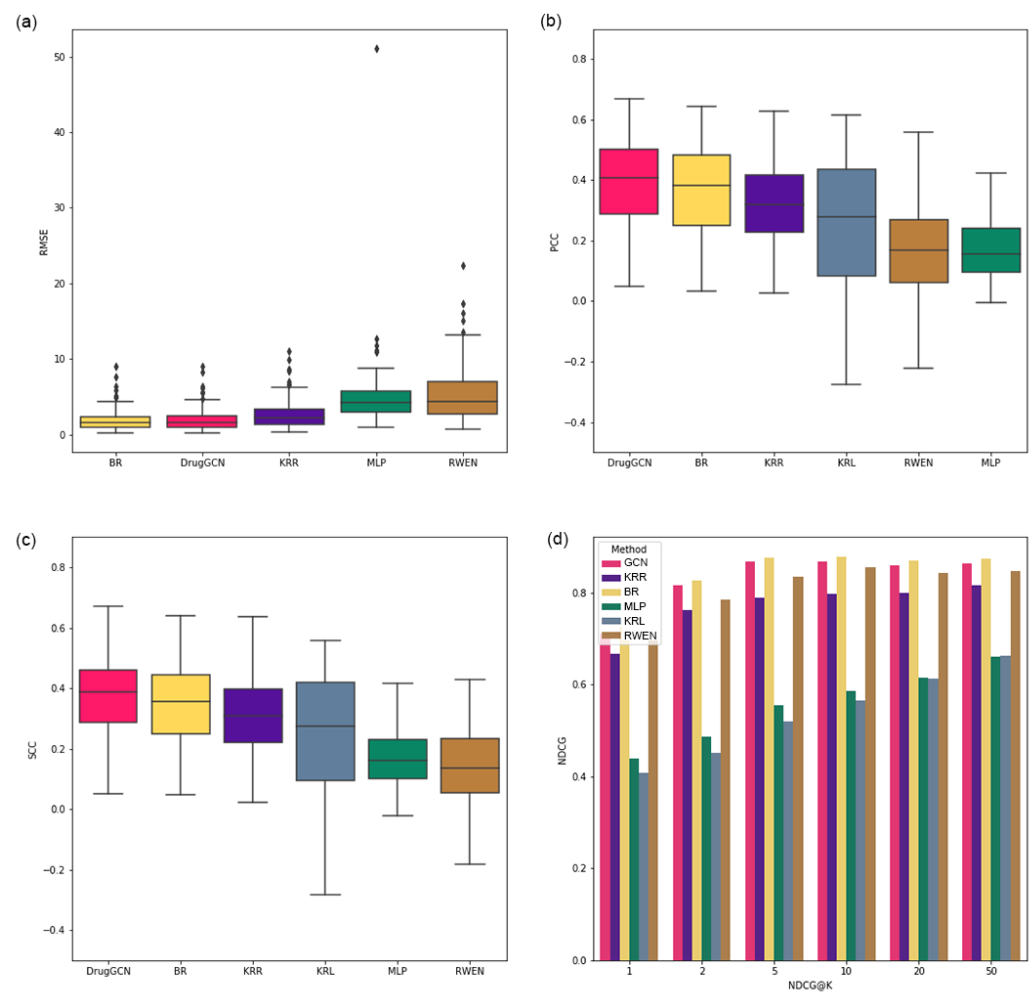 (a)
50
40
30
20
10
0
RMSE
BR DrugGCN KRR MLP RWEN
(b)
0.8
0.6
0.4
0.2
0.0
−0.2
−0.4
PCC
DrugGCN BR KRR KRL RWEN MLP
(c)
0.8
0.6
0.4
0.2
0.0
−0.2
−0.4
SCC
DrugGCN BR KRR KRL MLP RWEN
(d)
Method
GCN
KRR
BR
MLP
KRL
RWEN
0.8
0.6
0.4
0.2
0.0
NDCG
1 2 5 10 20 50
NDCG@K